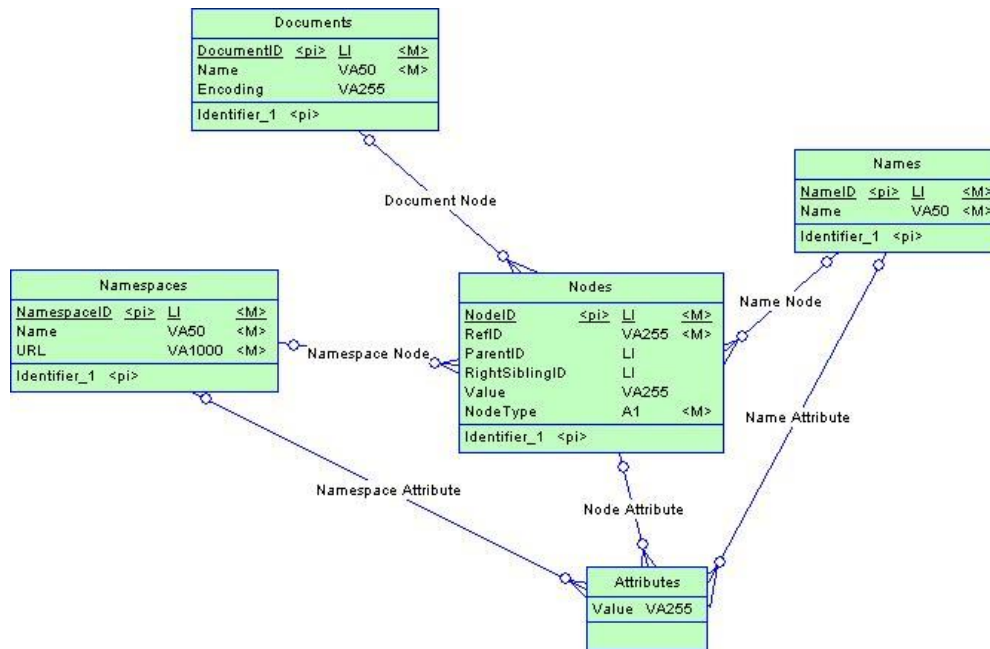 Documents
DocumentID <pi> LI <M>
Name VA50 <M>
Encoding VA255
Identifier_1 <pi>
Document Node
Names
NameID <pi> LI <M>
Name VA50 <M>
Identifier_1 <pi>
Namespaces
NamespaceID <pi> LI <M>
Name VA50 <M>
URL VA1000 <M>
Identifier_1 <pi>
Namespace Node
Nodes
NodeID <pi> LI <M>
RefID VA255 <M>
ParentID LI
RightSiblingID LI
Value VA255
NodeType A1 <M>
Identifier_1 <pi>
Name Node
Name Attribute
Namespace Attribute
Node Attribute
Attributes
Value VA255